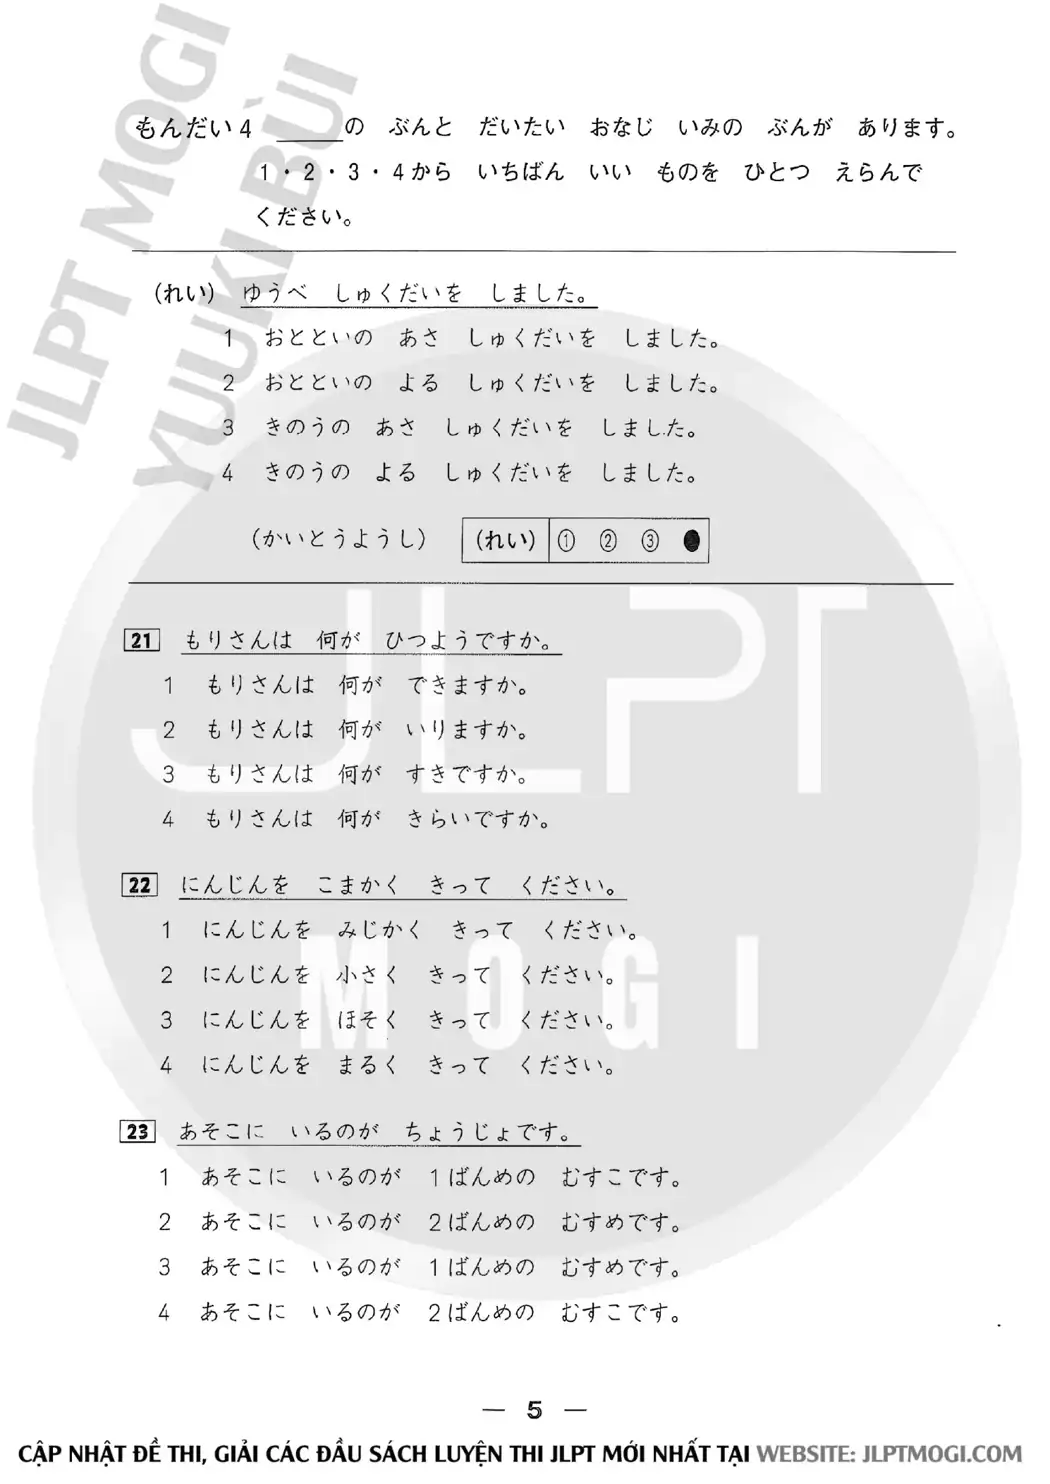 JLPT MOGI
YUUKI BÙI
もんだい4 ＿＿＿の ぶんと だいたい おなじ いみの ぶんが あります。
1・2・3・4から いちばん いい ものを ひとつ えらんで
ください。
(れい) ゆうべ しゅくだいを しました。
1 おとといの あさ しゅくだいを しました。
2 おとといの よる しゅくだいを しました。
3 きのうの あさ しゅくだいを しました。
4 きのうの よる しゅくだいを しました。
(かいとうようし) (れい) ① ② ③ ●
21 もりさんは 何が ひつようですか。
1 もりさんは 何が できますか。
2 もりさんは 何が いりますか。
3 もりさんは 何が すきですか。
4 もりさんは 何が きらいですか。
22 にんじんを こまかく きって ください。
1 にんじんを みじかく きって ください。
2 にんじんを 小さく きって ください。
3 にんじんを ほそく きって ください。
4 にんじんを まるく きって ください。
23 あそこに いるのが ちょうじょです。
1 あそこに いるのが 1ばんめの むすこです。
2 あそこに いるのが 2ばんめの むすめです。
3 あそこに いるのが 1ばんめの むすめです。
4 あそこに いるのが 2ばんめの むすこです。
JLPT
MOGI
— 5 —
CẬP NHẬT ĐỀ THI, GIẢI CÁC ĐẦU SÁCH LUYỆN THI JLPT MỚI NHẤT TẠI WEBSITE: JLPTMOGI.COM